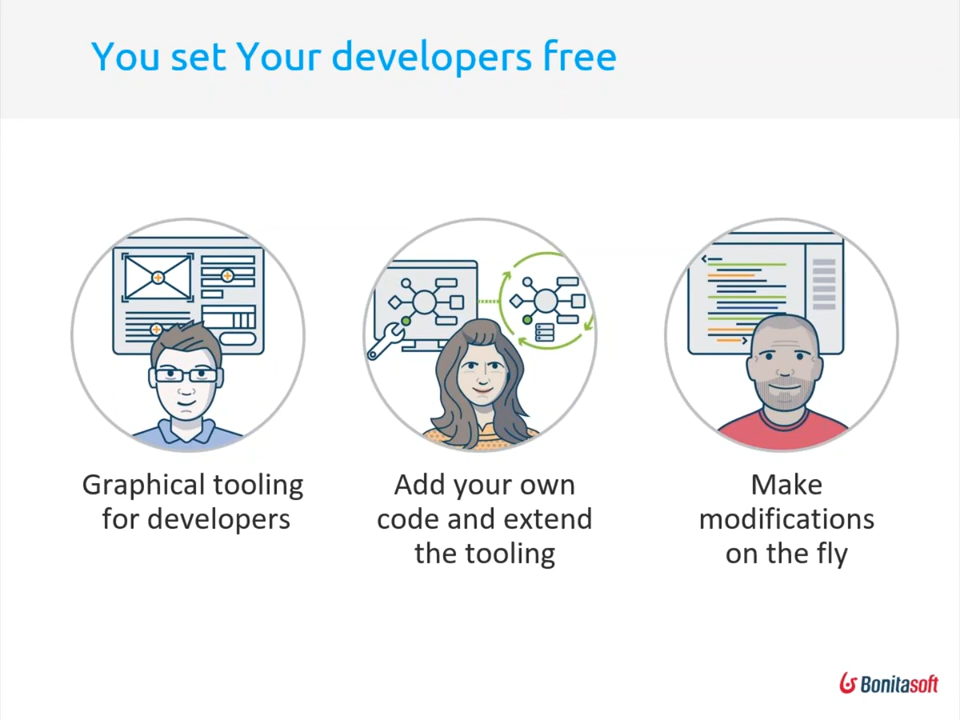 You set Your developers free
Graphical tooling
for developers
Add your own
code and extend
the tooling
Make
modifications
on the fly
Bonitasoft